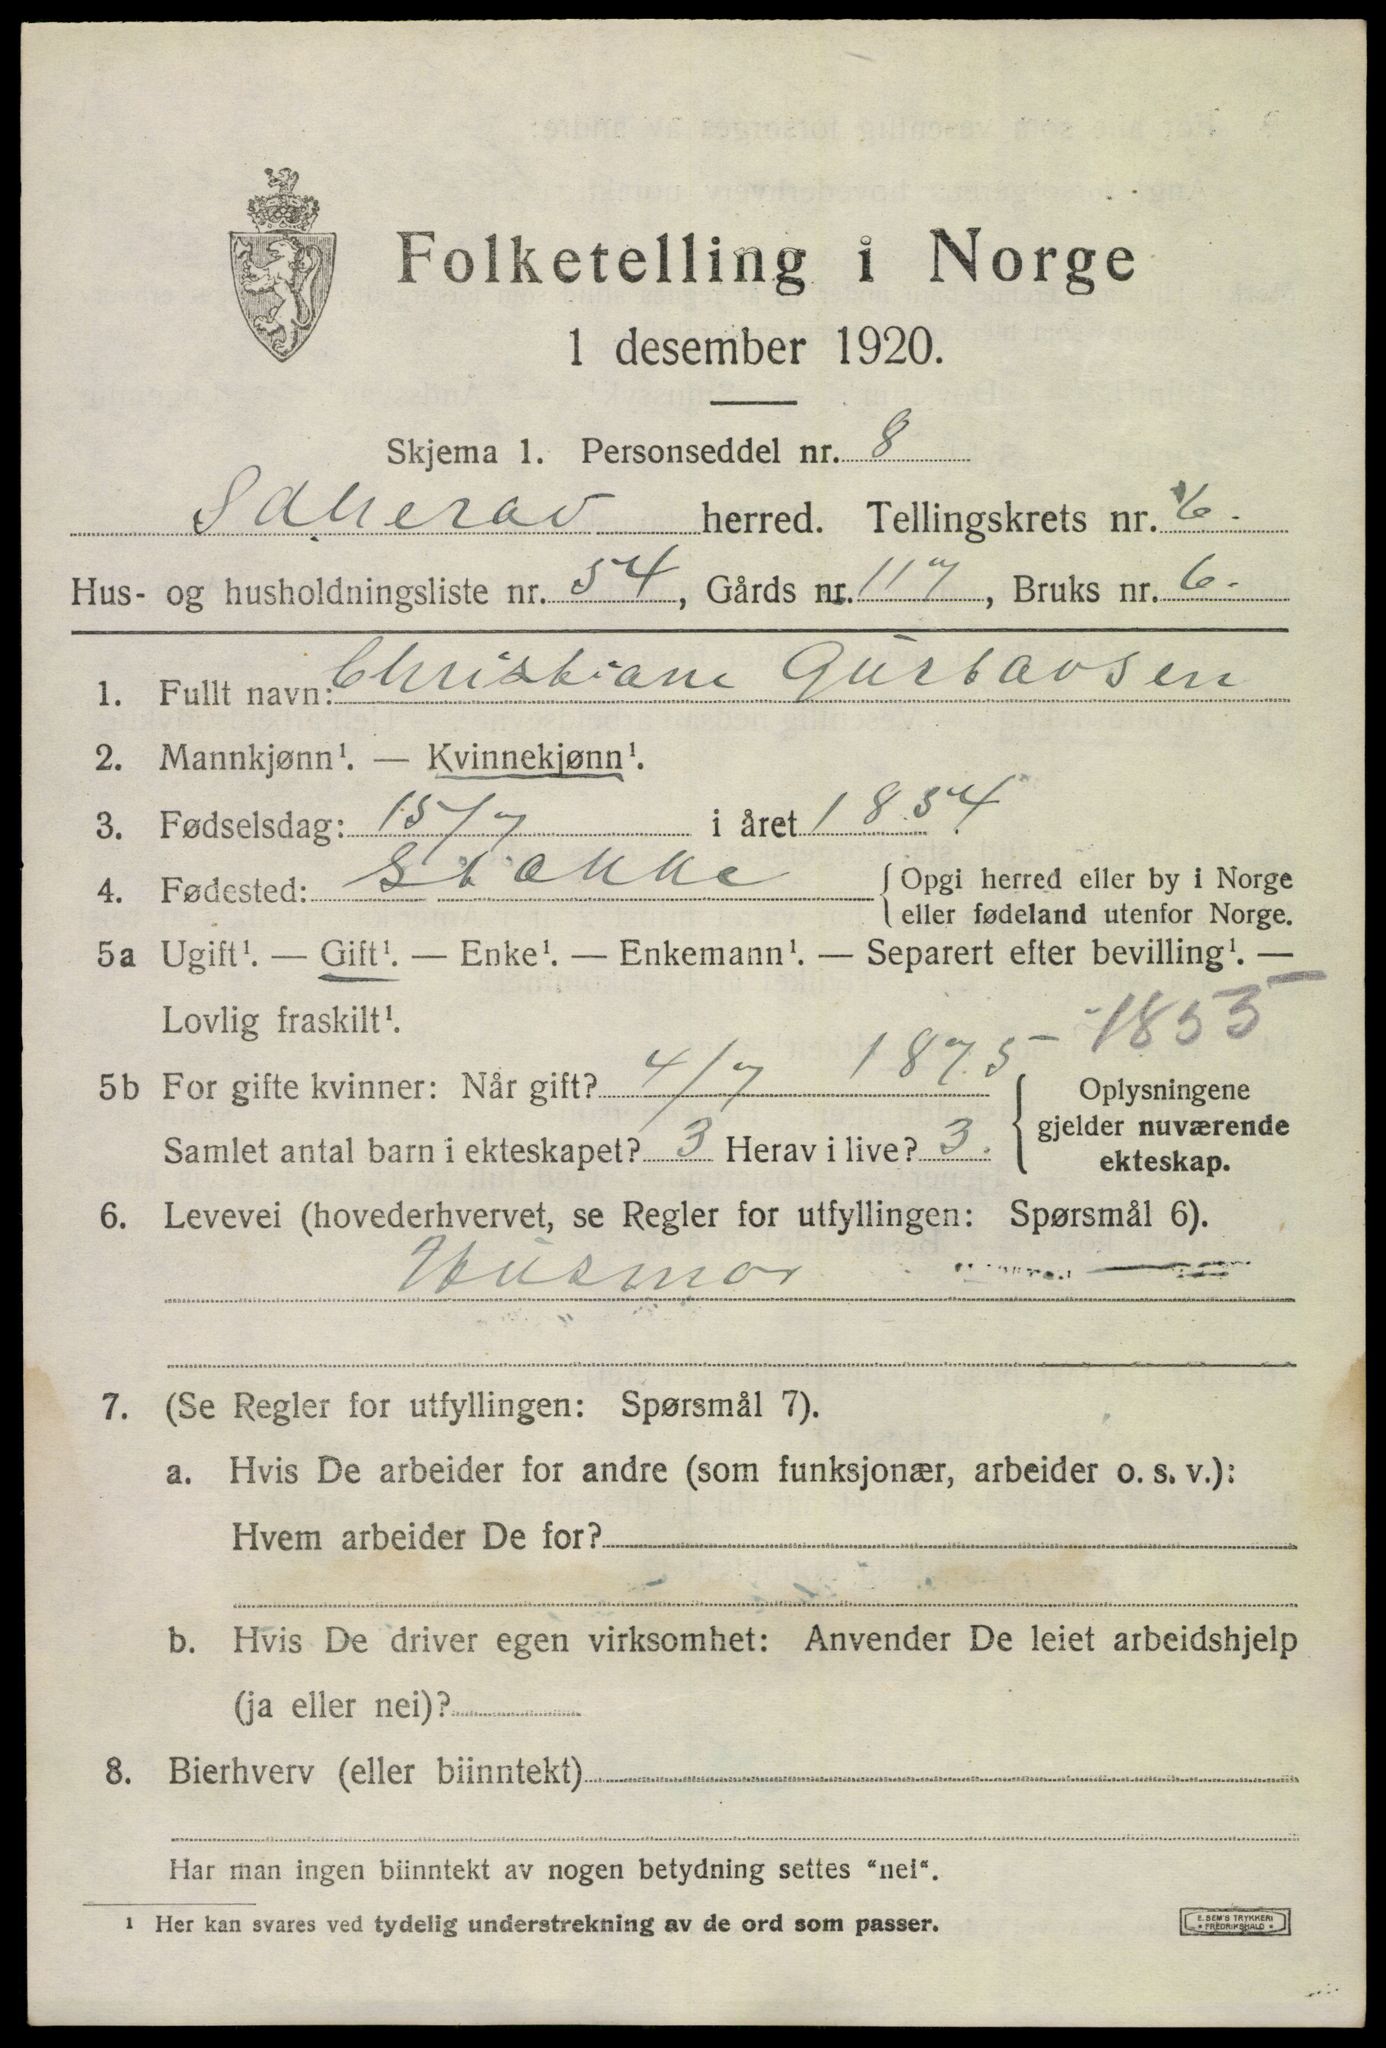 Folketelling i Norge
1 desember 1920.
Skjema 1. Personseddel nr. 8
herred. Tellingskrets nr. 6.
Hus- og husholdningsliste nr. 54, Gårds nr. 117, Bruks nr. 6.
1. Fullt navn: Christiane Gustavsen
2. Mannkjønn¹. — Kvinnekjønn¹.
3. Fødselsdag: 15/7 i året 1854.
4. Fødested: Stokke { Opgi herred eller by i Norge
eller fødeland utenfor Norge.
5a Ugift¹. — Gift¹. — Enke¹. — Enkemann¹. — Separert efter bevilling¹. —
Lovlig fraskilt¹. -1855
5b For gifte kvinner: Når gift? 4/7 1875 { Oplysningene
gjelder nuværende
Samlet antal barn i ekteskapet? 3 Herav i live? 3.
ekteskap.
6. Levevei (hovederhvervet, se Regler for utfyllingen: Spørsmål 6).
Husmor
7. (Se Regler for utfyllingen: Spørsmål 7).
a. Hvis De arbeider for andre (som funksjonær, arbeider o. s. v.):
Hvem arbeider De for?
b. Hvis De driver egen virksomhet: Anvender De leiet arbeidshjelp
(ja eller nei)?
8. Bierhverv (eller biinntekt)
Har man ingen biinntekt av nogen betydning settes "nei".
¹ Her kan svares ved tydelig understrekning av de ord som passer.
E. SEM'S TRYKKERI
* FREDRIKSHALD *